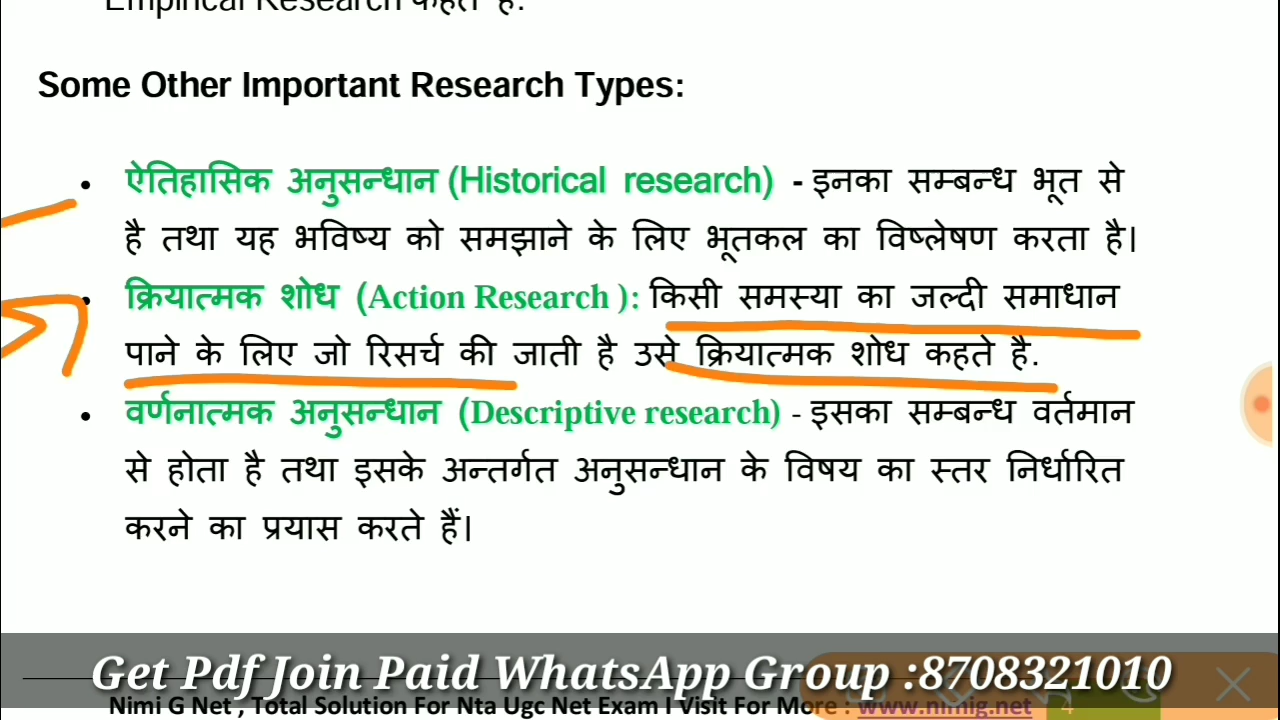 Empirical Research कहते हैं.
Some Other Important Research Types:
• ऐतिहासिक अनुसन्धान (Historical research) - इनका सम्बन्ध भूत से
है तथा यह भविष्य को समझाने के लिए भूतकल का विष्लेषण करता है।
• क्रियात्मक शोध (Action Research ): किसी समस्या का जल्दी समाधान
पाने के लिए जो रिसर्च की जाती है उसे क्रियात्मक शोध कहते है.
• वर्णनात्मक अनुसन्धान (Descriptive research) - इसका सम्बन्ध वर्तमान
से होता है तथा इसके अन्तर्गत अनुसन्धान के विषय का स्तर निर्धारित
करने का प्रयास करते हैं।
Get Pdf Join Paid WhatsApp Group :8708321010
Nimi G Net , Total Solution For Nta Ugc Net Exam I Visit For More : www.nimig.net 4